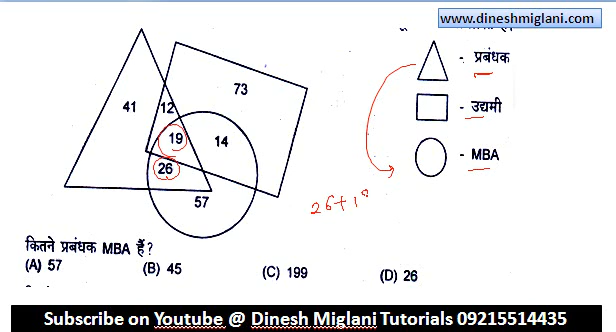 www.dineshmiglani.com
- प्रबंधक
- उद्यमी
- MBA
41
12
73
19
14
26
57
26+19
कितने प्रबंधक MBA हैं?
(A) 57 (B) 45 (C) 199 (D) 26
Subscribe on Youtube @ Dinesh Miglani Tutorials 09215514435